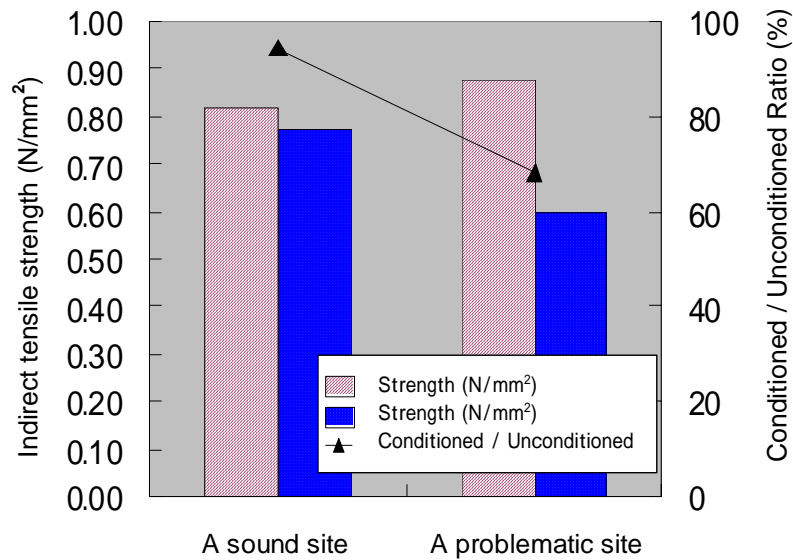 1.00
0.90
0.80
0.70
0.60
0.50
0.40
0.30
0.20
0.10
0.00
Indirect tensile strength (N/mm²)
100
80
60
40
20
0
Conditioned / Unconditioned Ratio (%)
Strength (N/mm²)
Strength (N/mm²)
Conditioned / Unconditioned
A sound site
A problematic site